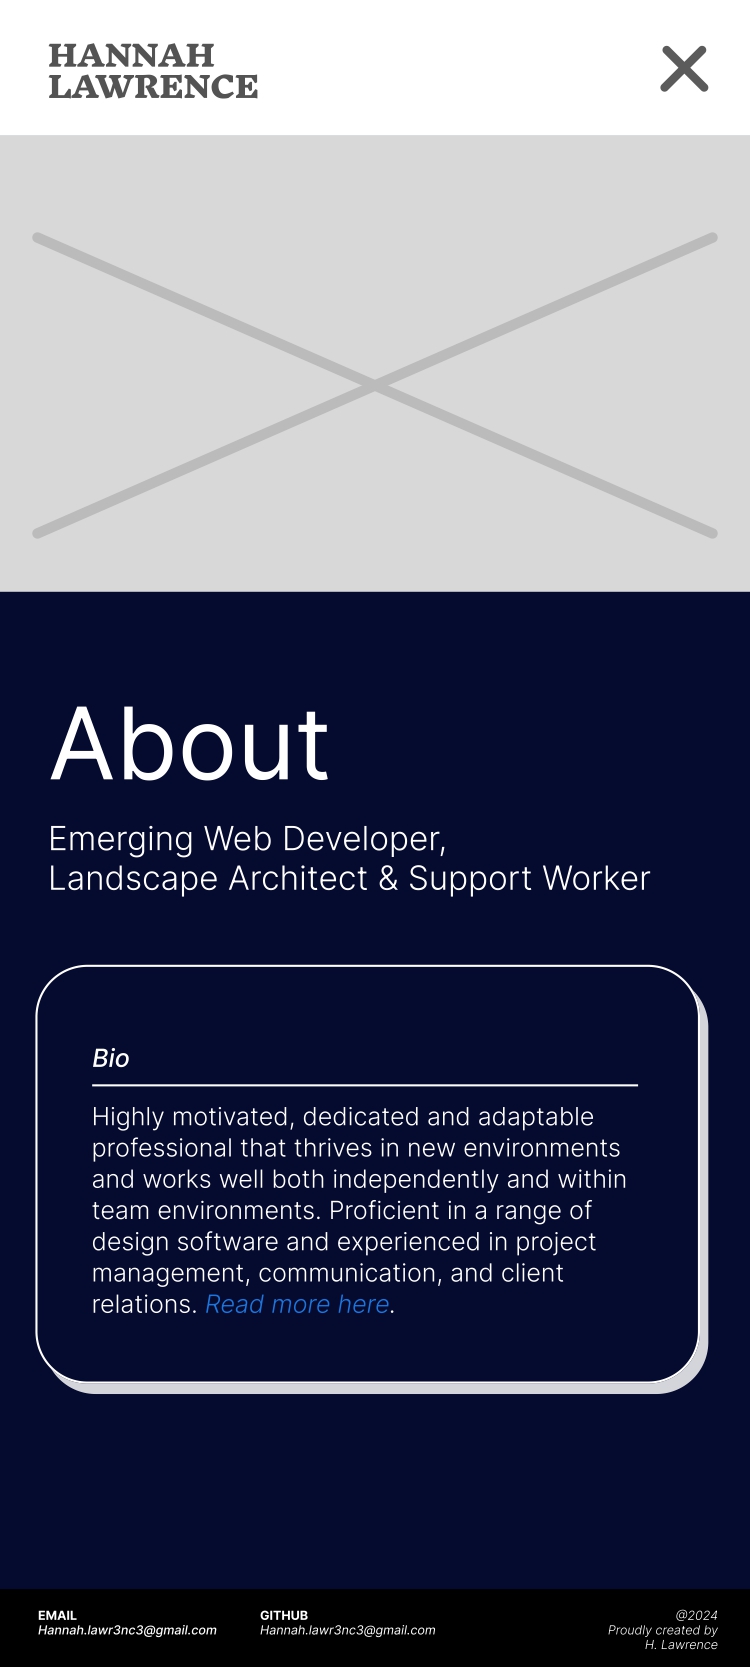 HANNAH
LAWRENCE
About
Emerging Web Developer,
Landscape Architect & Support Worker
Bio
Highly motivated, dedicated and adaptable
professional that thrives in new environments
and works well both independently and within
team environments. Proficient in a range of
design software and experienced in project
management, communication, and client
relations. Read more here.
EMAIL
Hannah.lawr3nc3@gmail.com
GITHUB
Hannah.lawr3nc3@gmail.com
@2024
Proudly created by
H. Lawrence